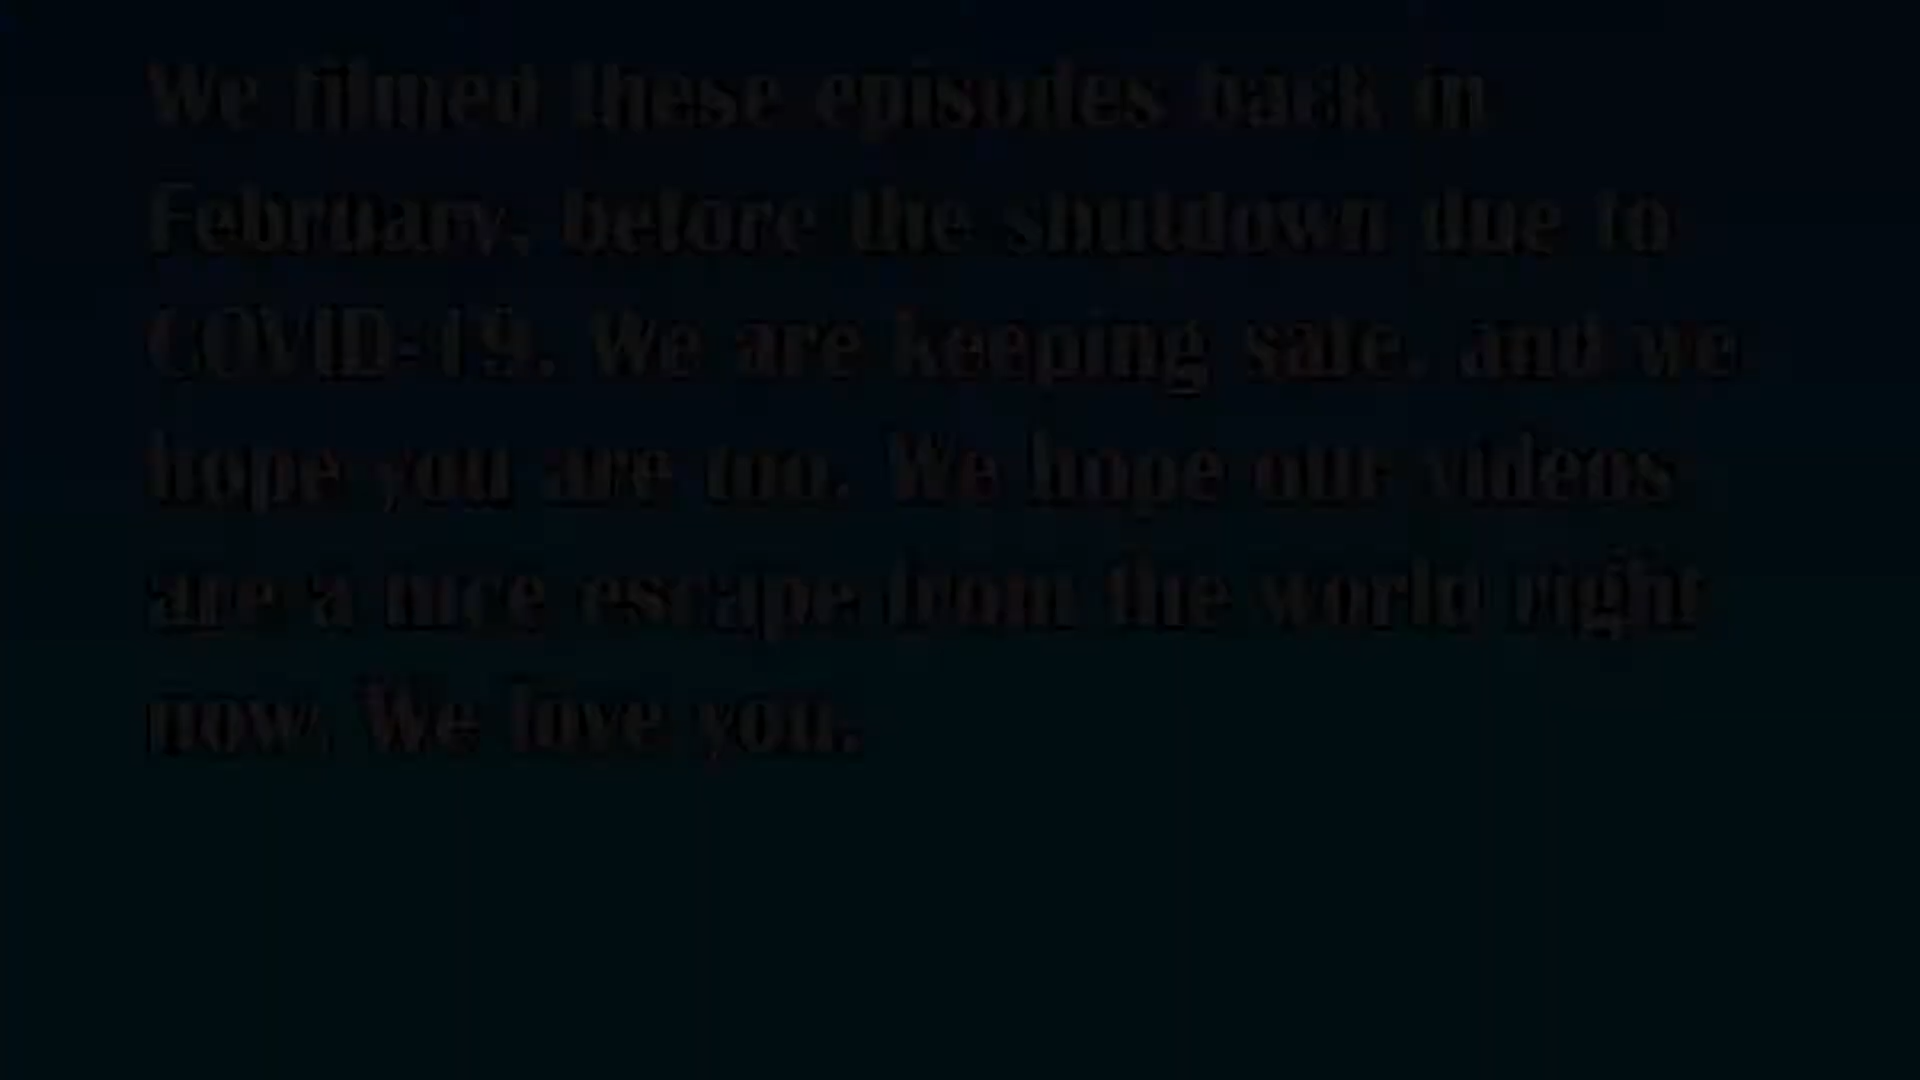 We filmed these episodes back in
February, before the shutdown due to
COVID-19. We are keeping safe, and we
hope you are too. We hope our videos
are a nice escape from the world right
now. We love you.